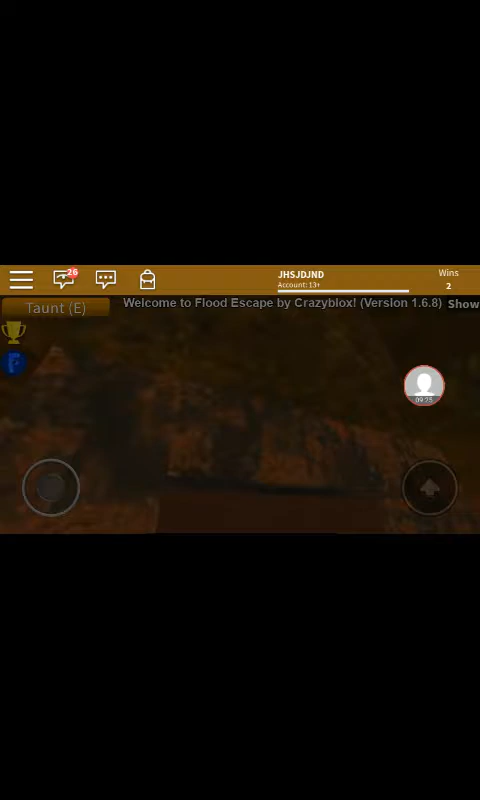 26
JHSJDJND
Account: 13+
Wins
2
Taunt (E)
Welcome to Flood Escape by Crazyblox! (Version 1.6.8)
Show